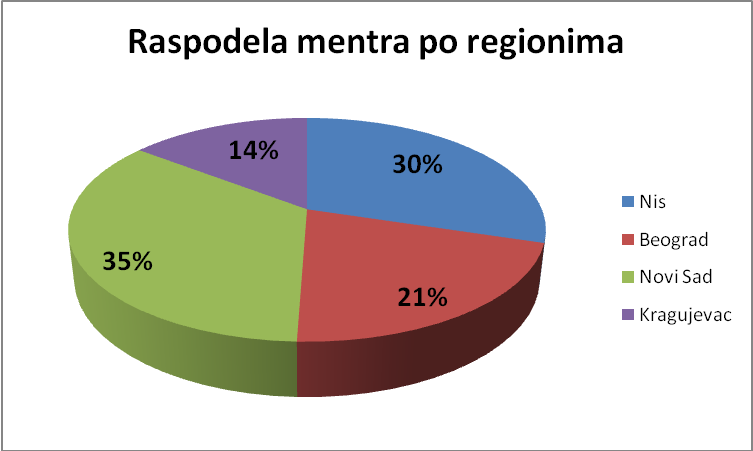 Raspodela mentra po regionima
14%
30%
35%
21%
Nis
Beograd
Novi Sad
Kragujevac